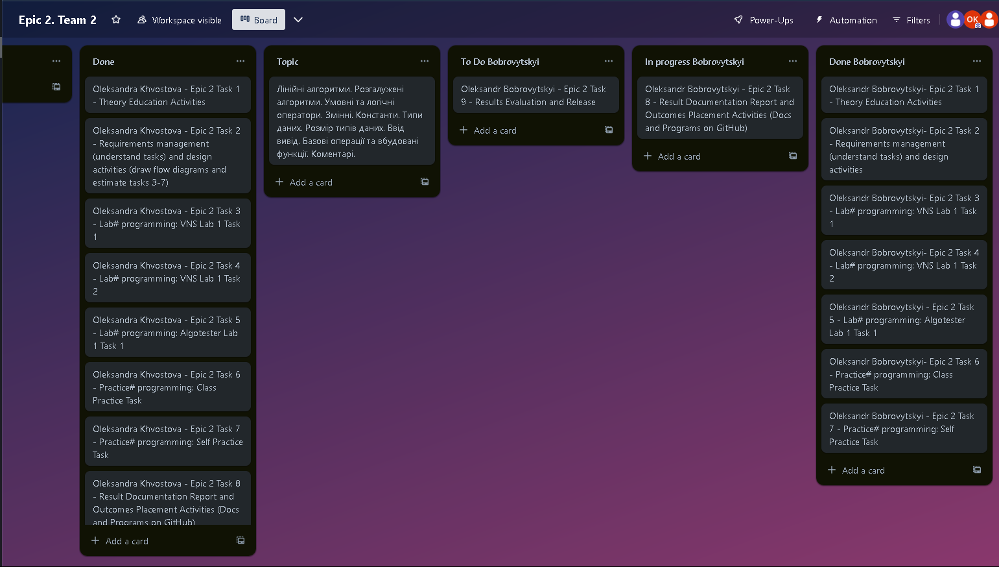 Epic 2. Team 2
Workspace visible
Board
Power-Ups
Automation
Filters
OK
Done
Oleksandra Khvostova - Epic 2 Task 1
- Theory Education Activities
Oleksandra Khvostova - Epic 2 Task 2
- Requirements management
(understand tasks) and design
activities (draw flow diagrams and
estimate tasks 3-7)
Oleksandra Khvostova - Epic 2 Task 3
- Lab# programming: VNS Lab 1 Task
1
Oleksandra Khvostova - Epic 2 Task 4
- Lab# programming: VNS Lab 1 Task
2
Oleksandra Khvostova - Epic 2 Task 5
- Lab# programming: Algotester Lab
1 Task 1
Oleksandra Khvostova - Epic 2 Task 6
- Practice# programming: Class
Practice Task
Oleksandra Khvostova - Epic 2 Task 7
- Practice# programming: Self Practice
Task
Oleksandra Khvostova - Epic 2 Task 8
- Result Documentation Report and
Outcomes Placement Activities (Docs
and Programs on GitHub)
Add a card
Topic
Лінійні алгоритми. Розгалужені
алгоритми. Умовні та логічні
оператори. Змінні. Константи. Типи
даних. Розмір типів даних. Ввід
вивід. Базові операції та вбудовані
функції. Коментарі.
Add a card
To Do Bobrovytskyi
Oleksandr Bobrovytskyi - Epic 2 Task
9 - Results Evaluation and Release
Add a card
In progress Bobrovytskyi
Oleksandr Bobrovytskyi - Epic 2 Task
8 - Result Documentation Report and
Outcomes Placement Activities (Docs
and Programs on GitHub)
Add a card
Done Bobrovytskyi
Oleksandr Bobrovytskyi- Epic 2 Task 1
- Theory Education Activities
Oleksandr Bobrovytskyi- Epic 2 Task 2
- Requirements management
(understand tasks) and design
activities
Oleksandr Bobrovytskyi- Epic 2 Task 3
- Lab# programming: VNS Lab 1 Task
1
Oleksandr Bobrovytskyi- Epic 2 Task 4
- Lab# programming: VNS Lab 1 Task
2
Oleksandr Bobrovytskyi - Epic 2 Task
5 - Lab# programming: Algotester
Lab 1 Task 1
Oleksandr Bobrovytskyi- Epic 2 Task 6
- Practice# programming: Class
Practice Task
Oleksandr Bobrovytskyi - Epic 2 Task
7 - Practice# programming: Self
Practice Task
Add a card